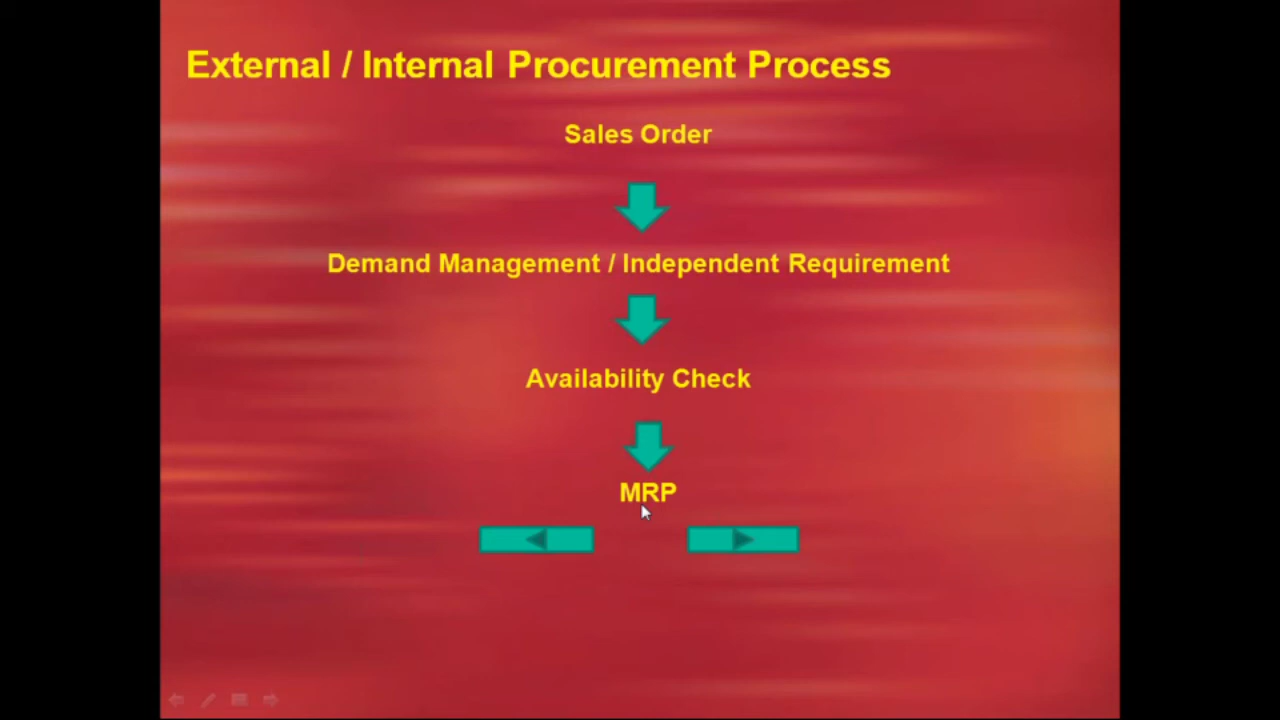 External / Internal Procurement Process
Sales Order
Demand Management / Independent Requirement
Availability Check
MRP